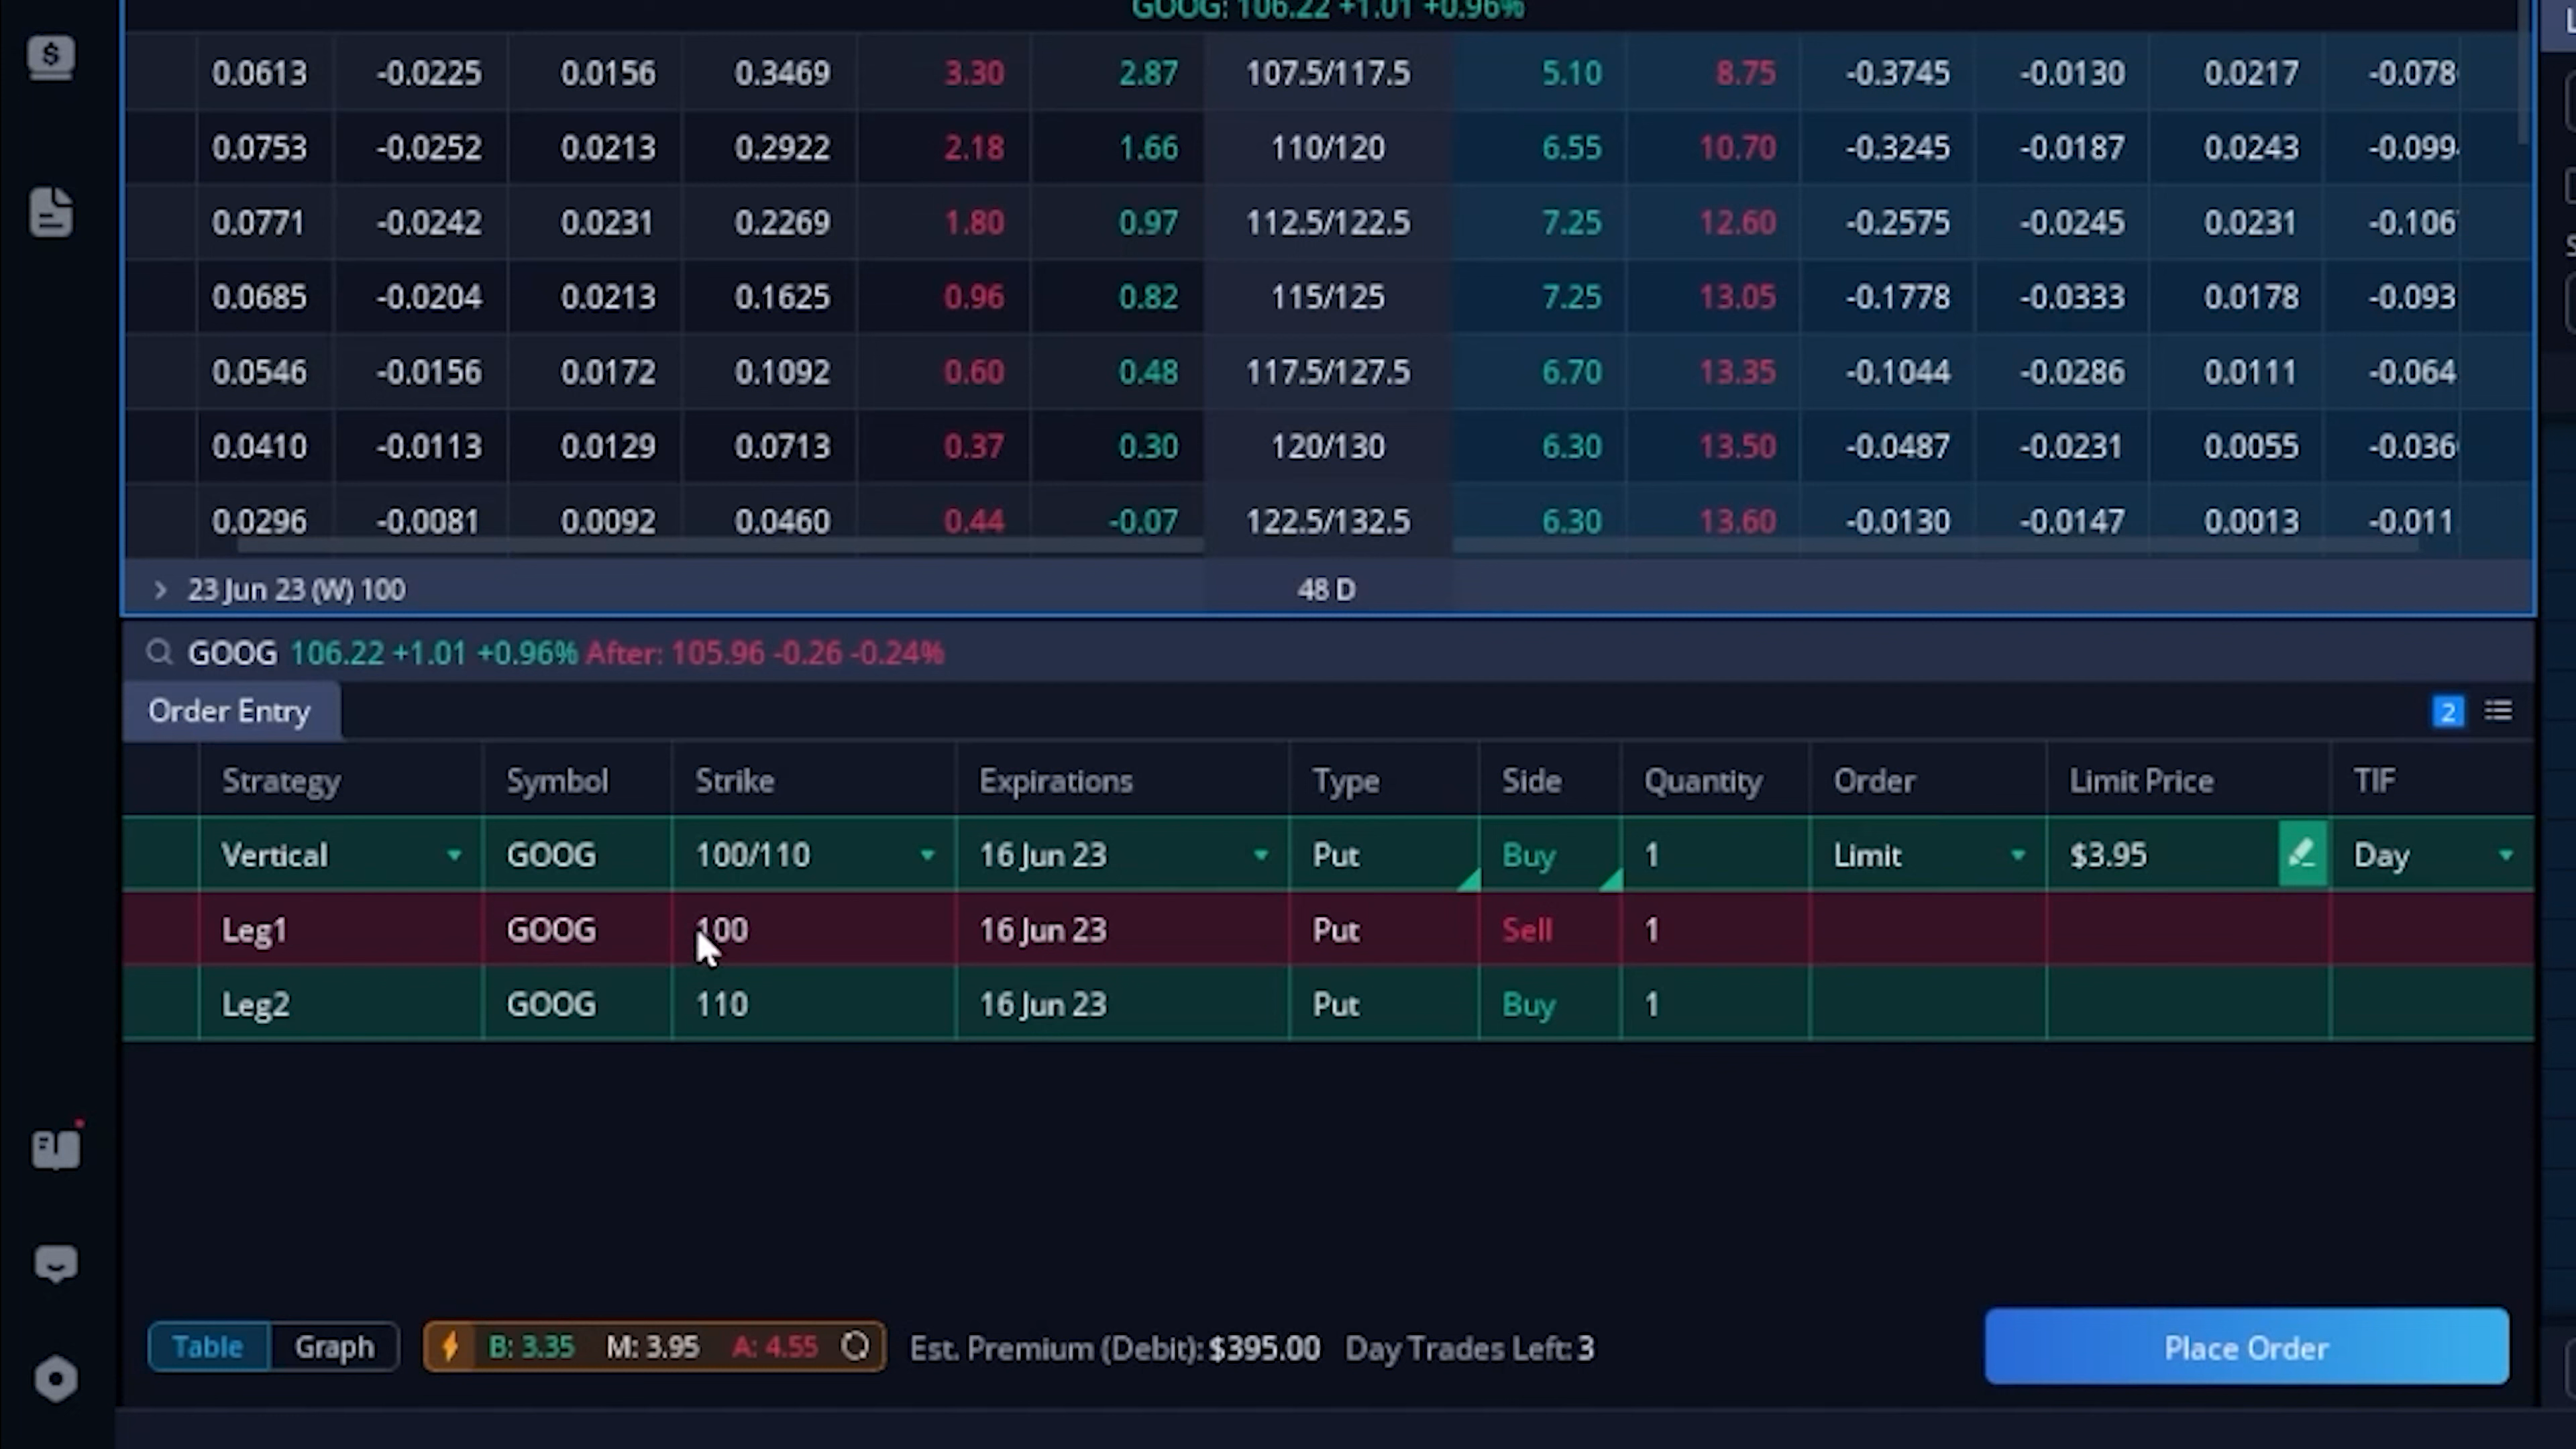 GOOG: 106.22 +1.01 +0.96%
0.0613 -0.0225 0.0156 0.3469 3.30 2.87 107.5/117.5 5.10 8.75 -0.3745 -0.0130 0.0217 -0.078
0.0753 -0.0252 0.0213 0.2922 2.18 1.66 110/120 6.55 10.70 -0.3245 -0.0187 0.0243 -0.099
0.0771 -0.0242 0.0231 0.2269 1.80 0.97 112.5/122.5 7.25 12.60 -0.2575 -0.0245 0.0231 -0.106
0.0685 -0.0204 0.0213 0.1625 0.96 0.82 115/125 7.25 13.05 -0.1778 -0.0333 0.0178 -0.093
0.0546 -0.0156 0.0172 0.1092 0.60 0.48 117.5/127.5 6.70 13.35 -0.1044 -0.0286 0.0111 -0.064
0.0410 -0.0113 0.0129 0.0713 0.37 0.30 120/130 6.30 13.50 -0.0487 -0.0231 0.0055 -0.036
0.0296 -0.0081 0.0092 0.0460 0.44 -0.07 122.5/132.5 6.30 13.60 -0.0130 -0.0147 0.0013 -0.011
23 Jun 23 (W) 100 48 D
GOOG 106.22 +1.01 +0.96% After: 105.96 -0.26 -0.24%
Order Entry 2
Strategy Symbol Strike Expirations Type Side Quantity Order Limit Price TIF
Vertical GOOG 100/110 16 Jun 23 Put Buy 1 Limit $3.95 Day
Leg1 GOOG 100 16 Jun 23 Put Sell 1
Leg2 GOOG 110 16 Jun 23 Put Buy 1
Table Graph B: 3.35 M: 3.95 A: 4.55 Est. Premium (Debit): $395.00 Day Trades Left: 3 Place Order